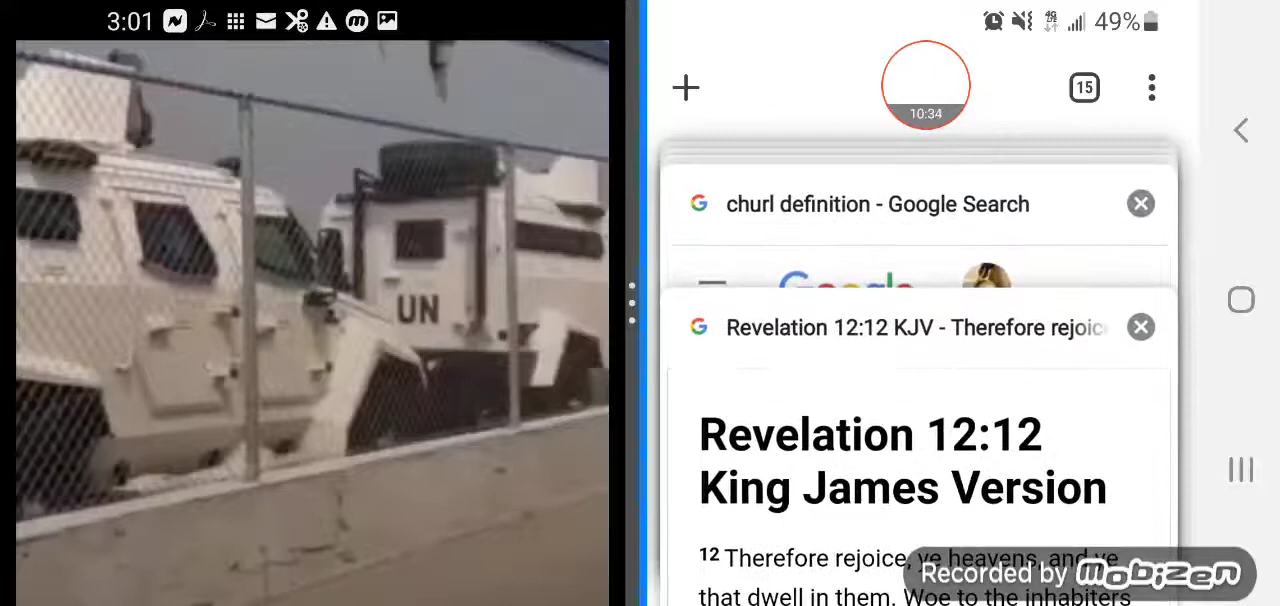 3:01
49%
15
10:34
churl definition - Google Search
Google
Revelation 12:12 KJV - Therefore rejoic
UN
Revelation 12:12
King James Version
12 Therefore rejoice, ye heavens, and ye
that dwell in them. Woe to the inhabiters
Recorded by mobizen